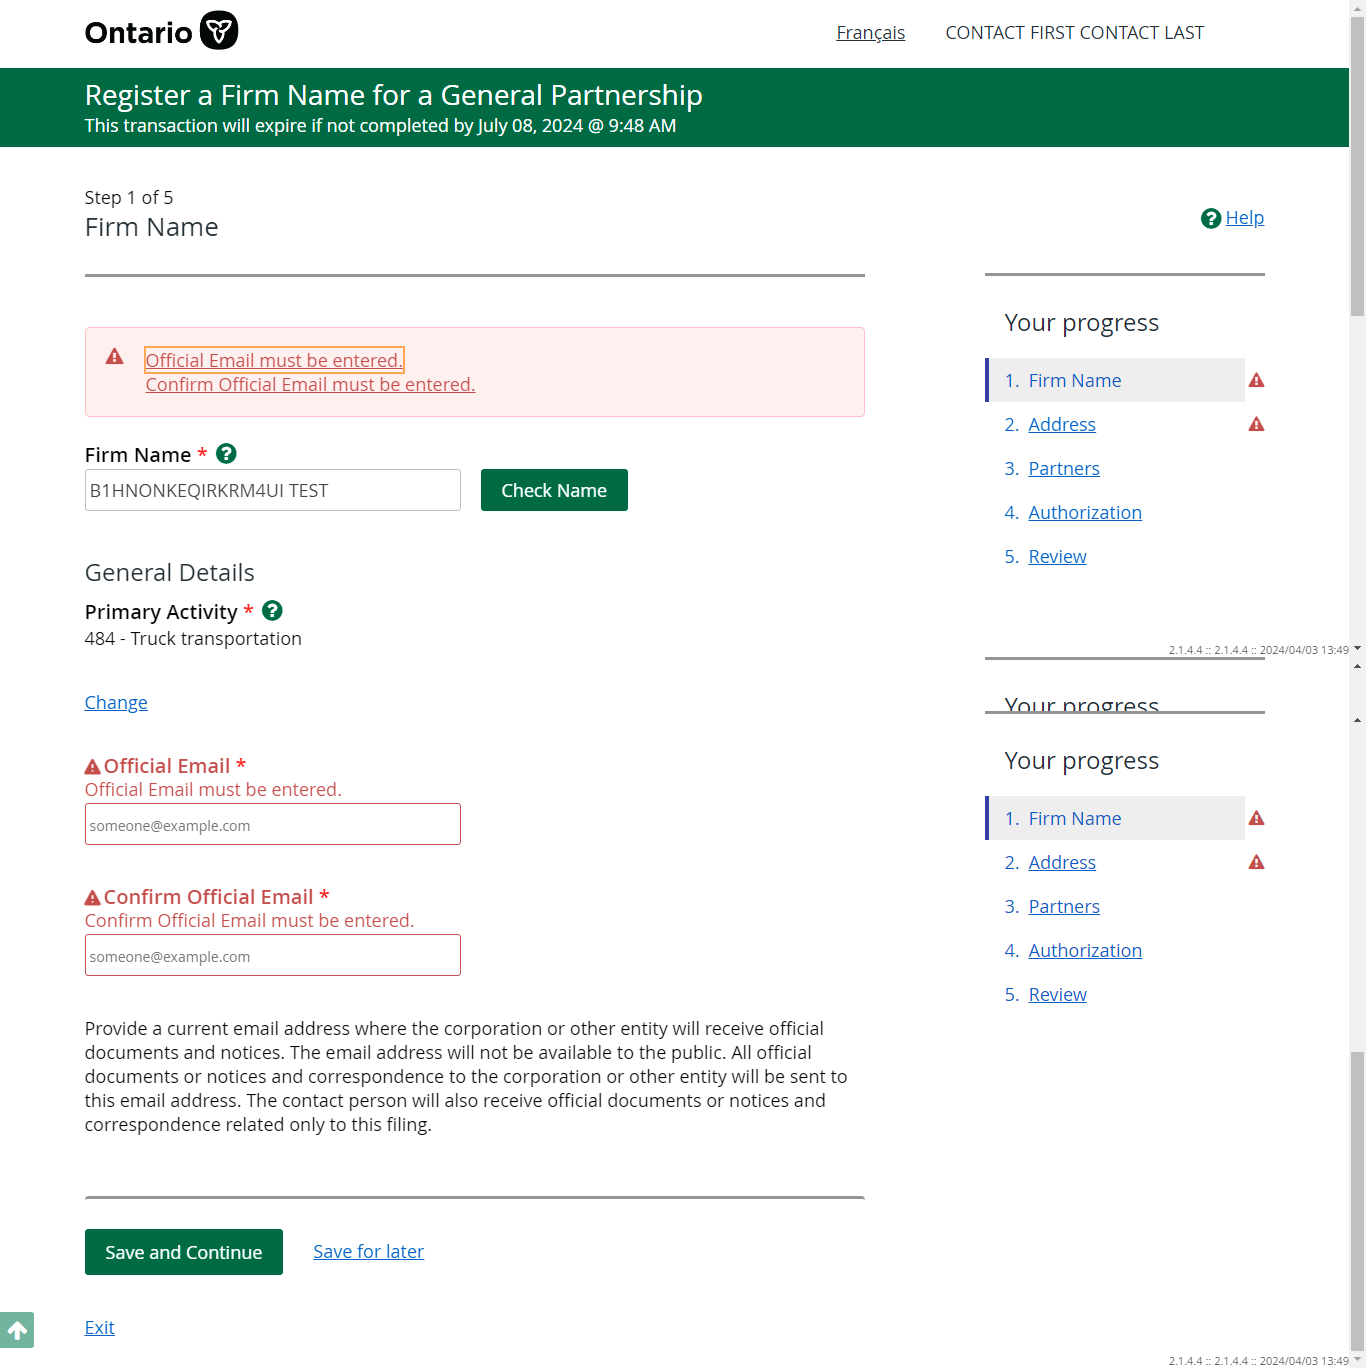 Ontario
Français
CONTACT FIRST CONTACT LAST
Register a Firm Name for a General Partnership
This transaction will expire if not completed by July 08, 2024 @ 9:48 AM
Step 1 of 5
Firm Name
Help
Official Email must be entered.
Confirm Official Email must be entered.
Firm Name *
B1HNONKEQIRKRM4UI TEST
Check Name
General Details
Primary Activity *
484 - Truck transportation
Change
Official Email *
Official Email must be entered.
someone@example.com
Confirm Official Email *
Confirm Official Email must be entered.
someone@example.com
Provide a current email address where the corporation or other entity will receive official
documents and notices. The email address will not be available to the public. All official
documents or notices and correspondence to the corporation or other entity will be sent to
this email address. The contact person will also receive official documents or notices and
correspondence related only to this filing.
Save and Continue
Save for later
Exit
Your progress
1. Firm Name
2. Address
3. Partners
4. Authorization
5. Review
2.1.4.4 :: 2.1.4.4 :: 2024/04/03 13:49
Your progress
Your progress
1. Firm Name
2. Address
3. Partners
4. Authorization
5. Review
2.1.4.4 :: 2.1.4.4 :: 2024/04/03 13:49